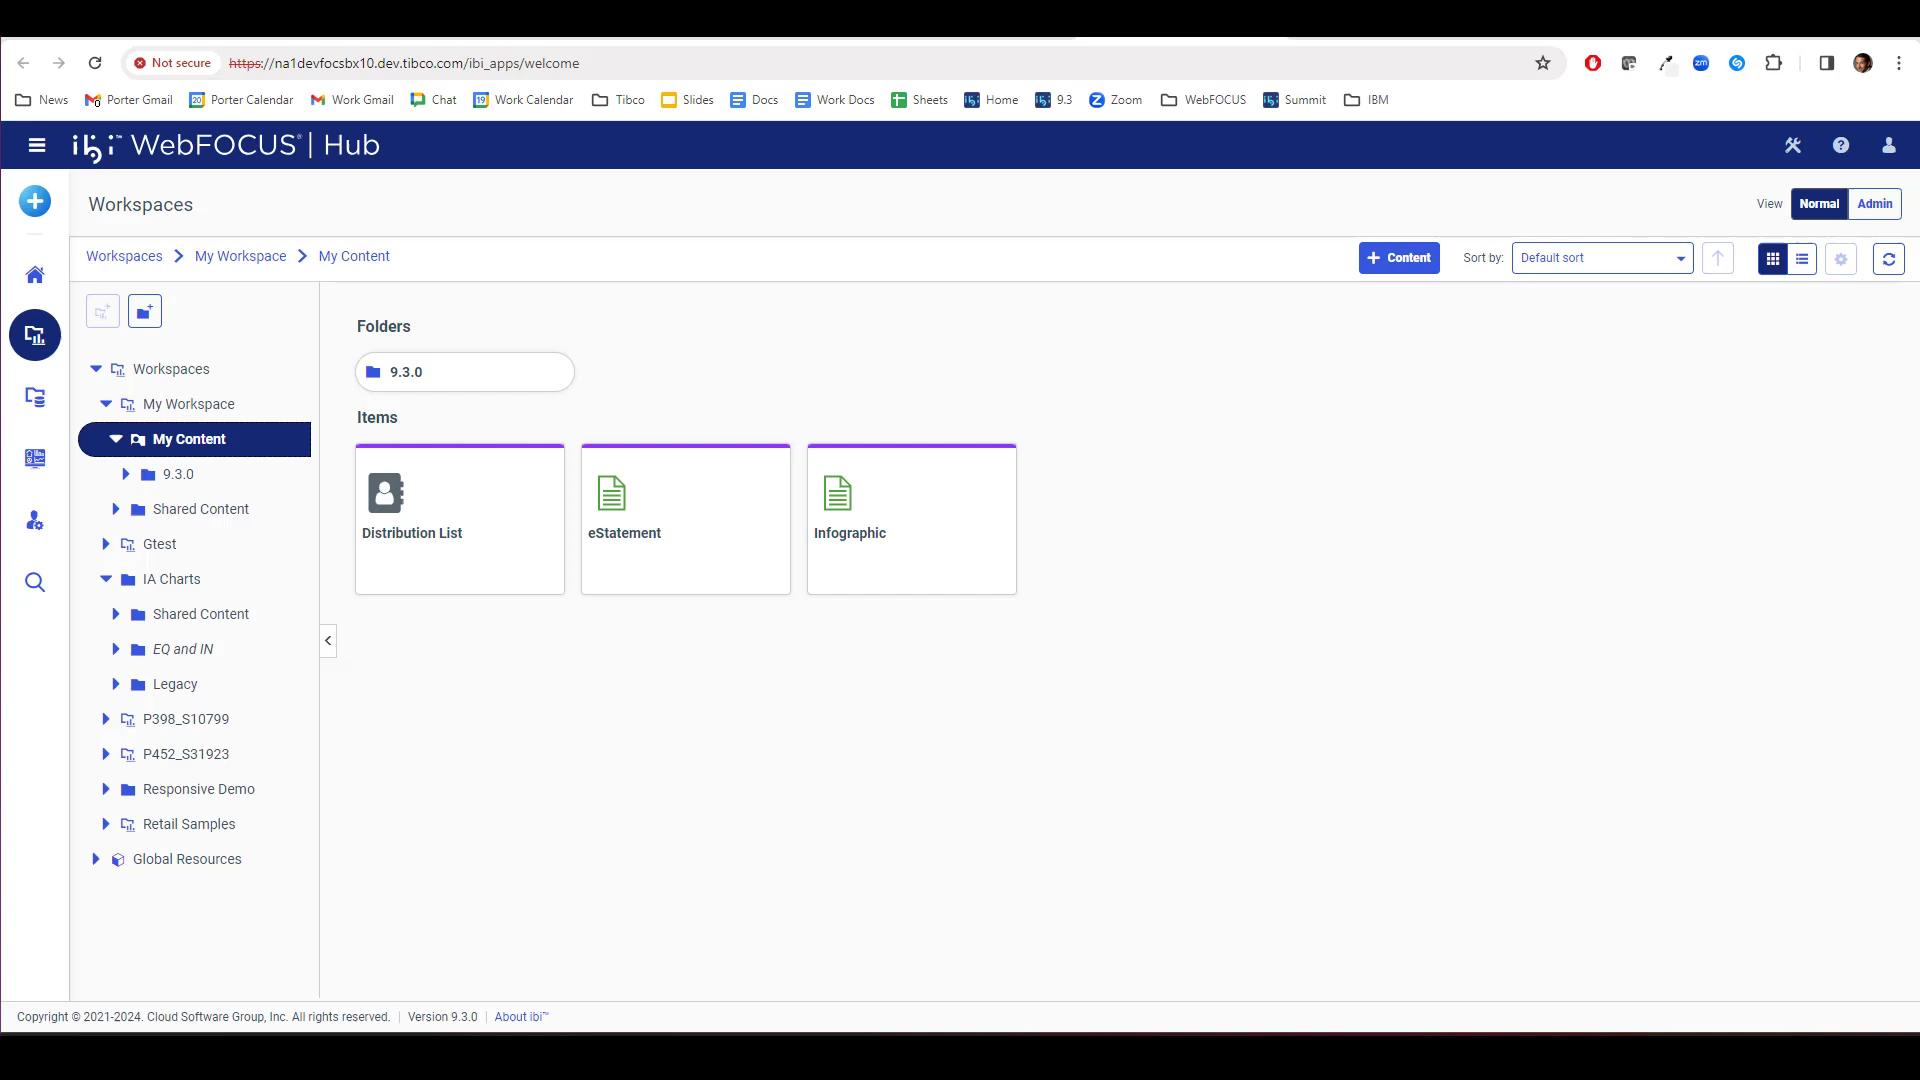 Not secure
https://na1devfocsbx10.dev.tibco.com/ibi_apps/welcome
News Porter Gmail Porter Calendar Work Gmail Chat Work Calendar Tibco Slides Docs Work Docs Sheets Home 9.3 Zoom WebFOCUS Summit IBM
ibi™ WebFOCUS® | Hub
Workspaces
View Normal Admin
Workspaces My Workspace My Content
+ Content Sort by: Default sort
Workspaces
My Workspace
My Content
9.3.0
Shared Content
Gtest
IA Charts
Shared Content
EQ and IN
Legacy
P398_S10799
P452_S31923
Responsive Demo
Retail Samples
Global Resources
Folders
9.3.0
Items
Distribution List
eStatement
Infographic
Copyright © 2021-2024. Cloud Software Group, Inc. All rights reserved. | Version 9.3.0 | About ibi™